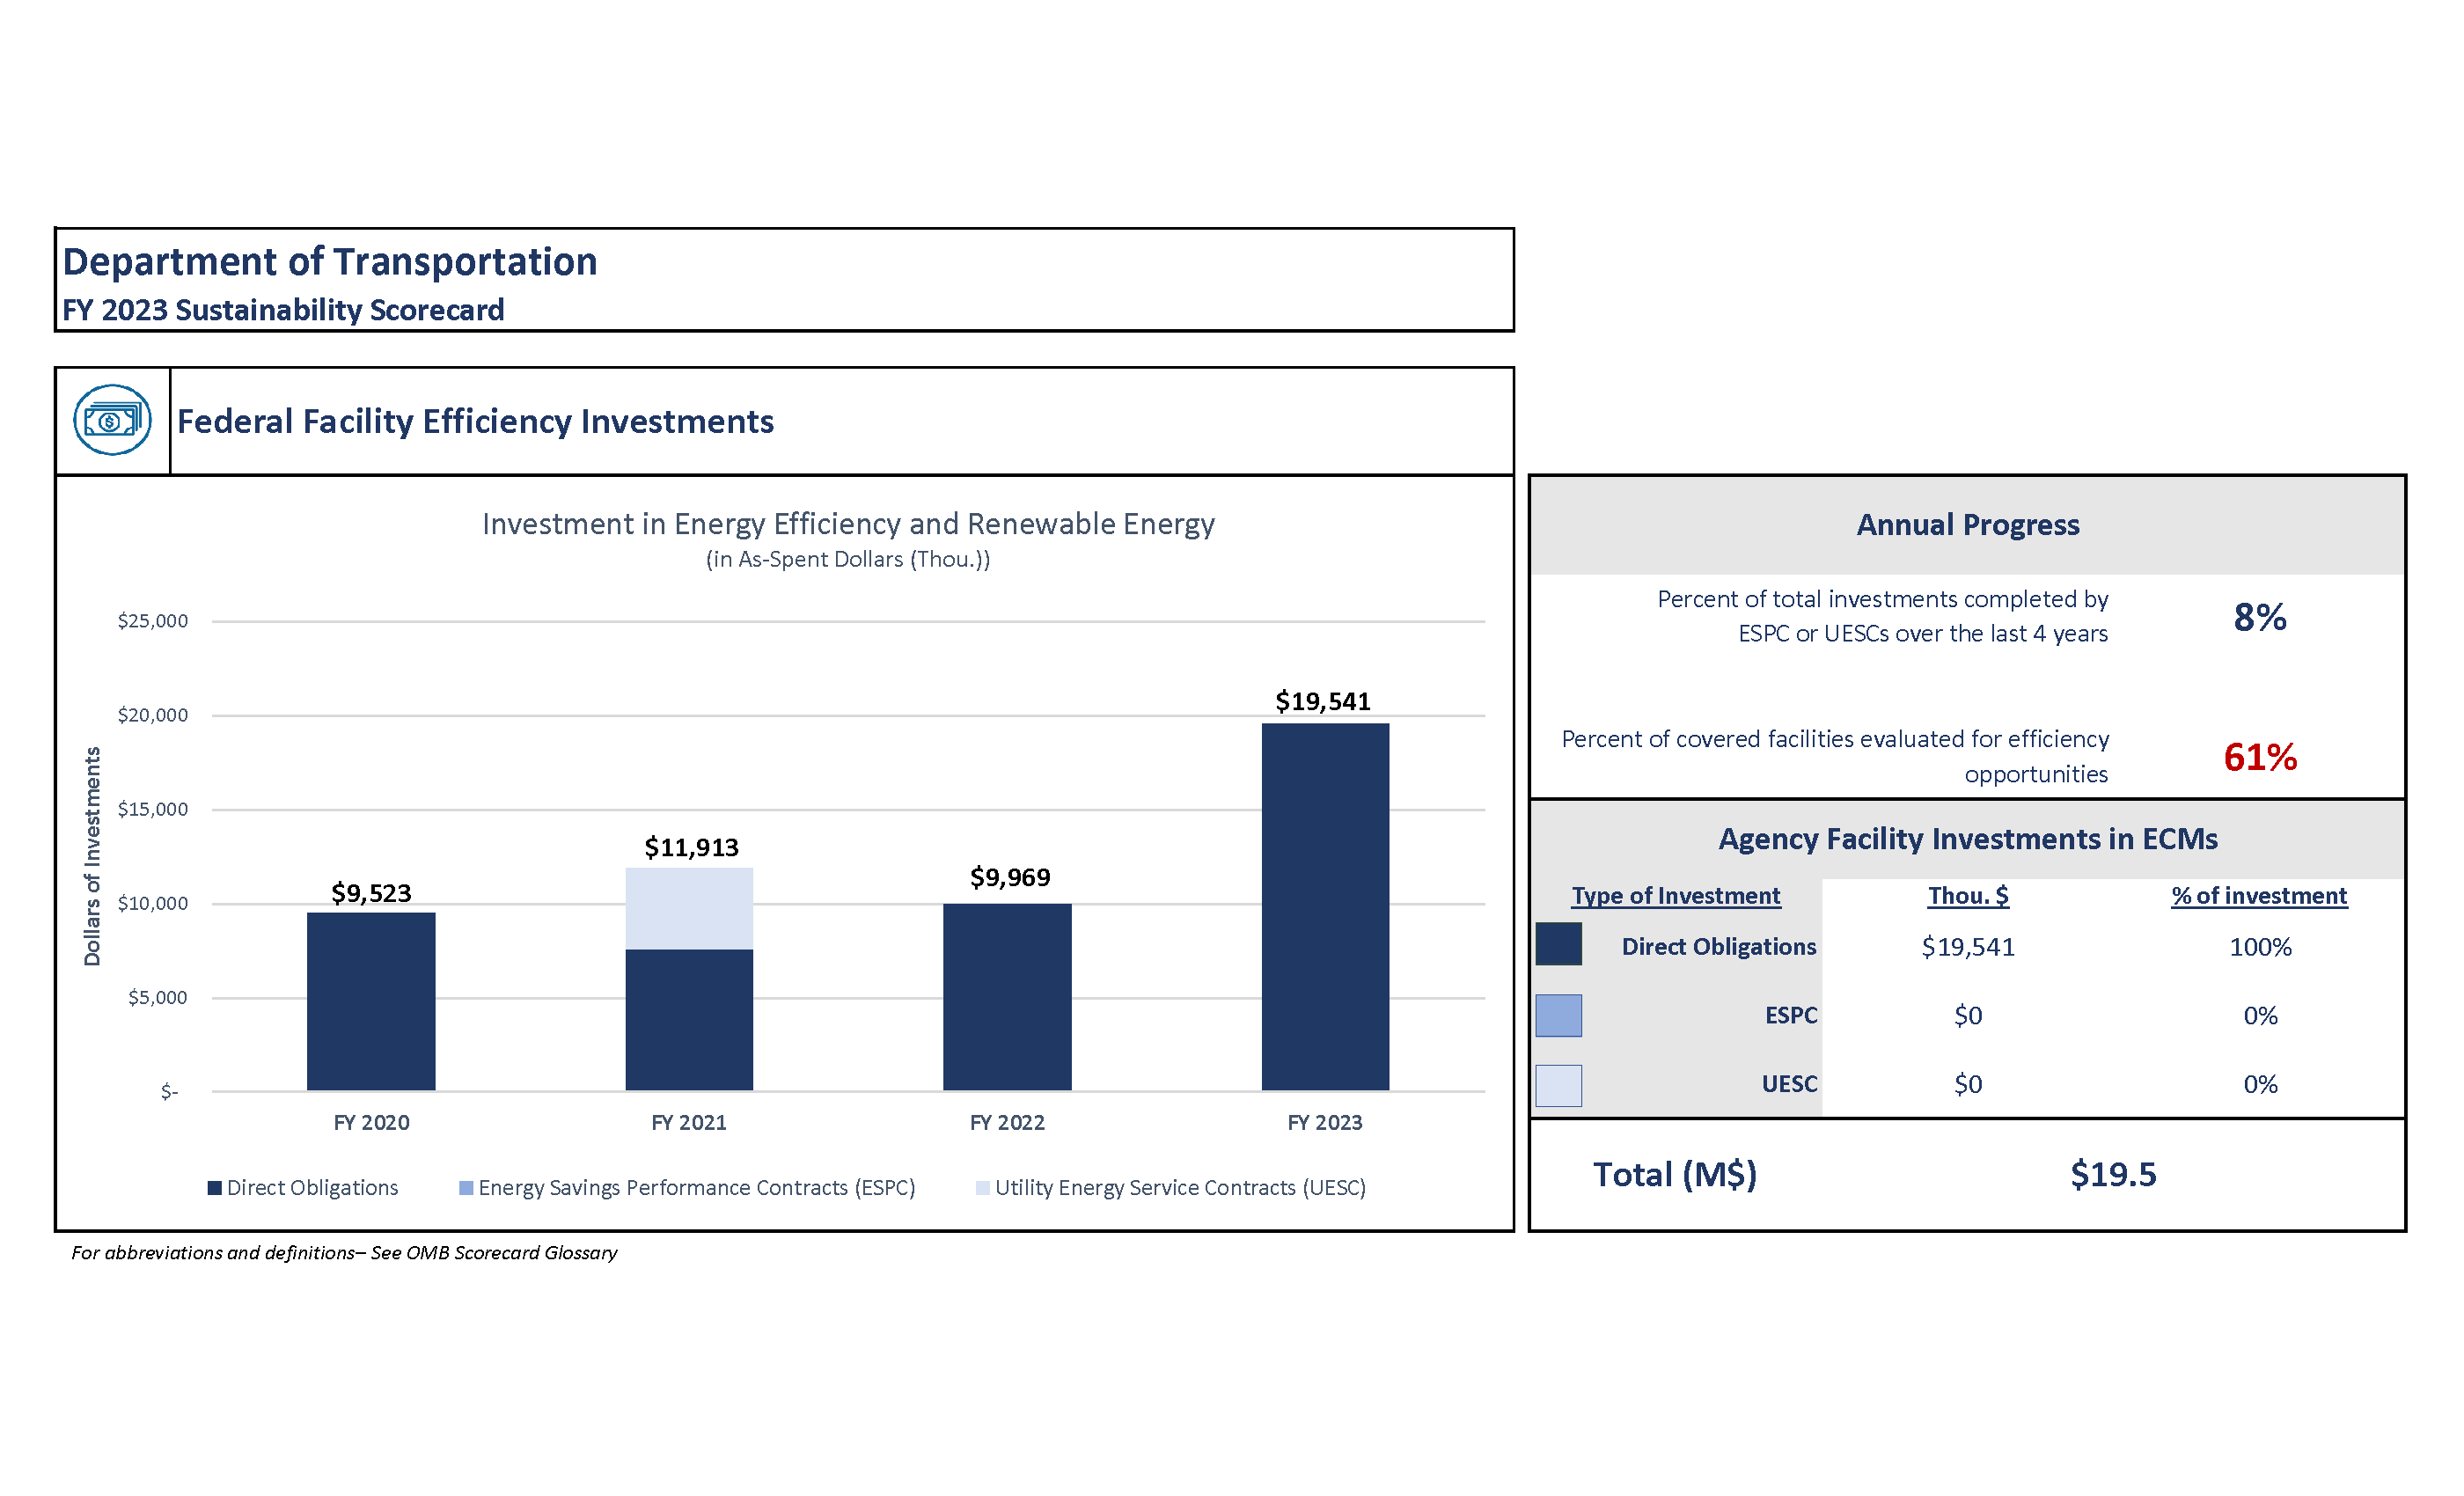 Department of Transportation
FY 2023 Sustainability Scorecard
Federal Facility Efficiency Investments
Investment in Energy Efficiency and Renewable Energy
(in As-Spent Dollars (Thou.))
Dollars of Investments
$25,000
$20,000
$15,000
$10,000
$5,000
$-
$9,523
$11,913
$9,969
$19,541
FY 2020 FY 2021 FY 2022 FY 2023
Direct Obligations Energy Savings Performance Contracts (ESPC) Utility Energy Service Contracts (UESC)
For abbreviations and definitions– See OMB Scorecard Glossary
Annual Progress
Percent of total investments completed by
ESPC or UESCs over the last 4 years
8%
Percent of covered facilities evaluated for efficiency
opportunities
61%
Agency Facility Investments in ECMs
Type of Investment Thou. $ % of investment
Direct Obligations $19,541 100%
ESPC $0 0%
UESC $0 0%
Total (M$) $19.5